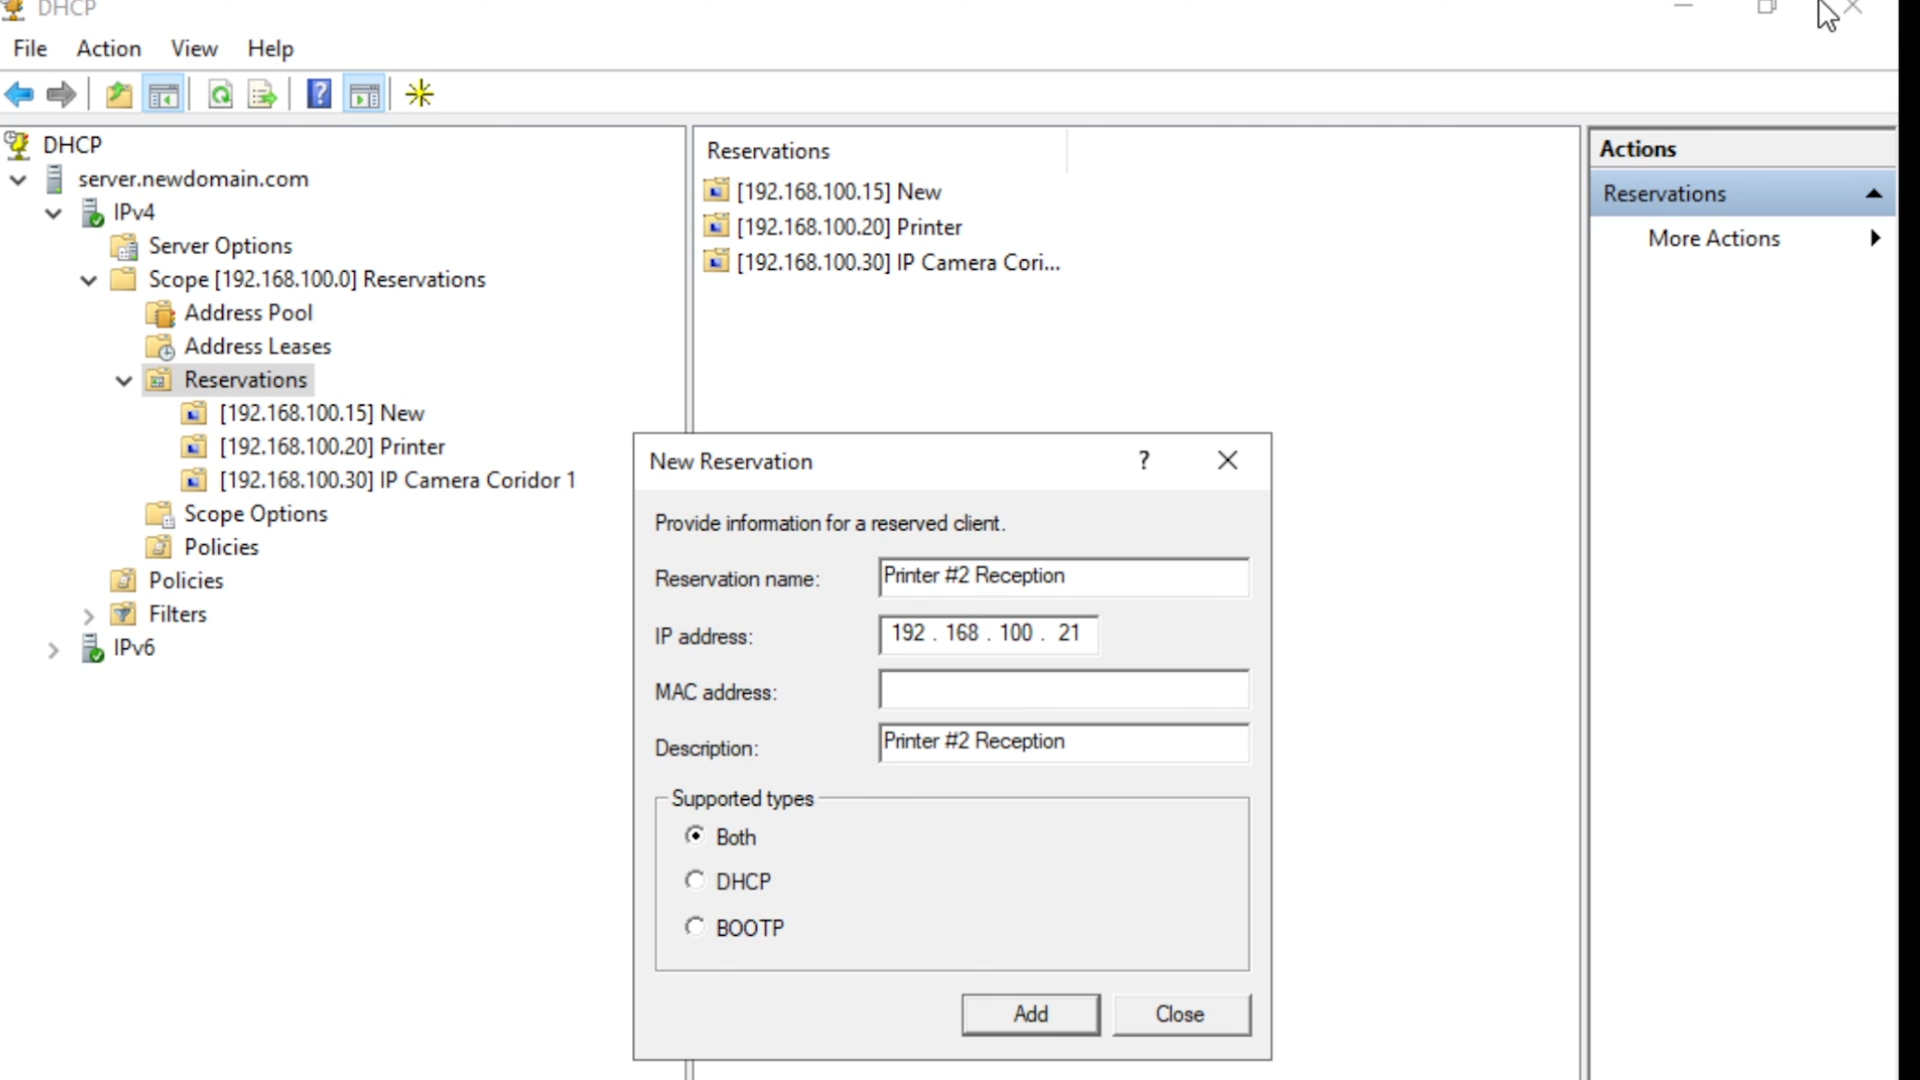 DHCP
File Action View Help
DHCP
server.newdomain.com
IPv4
Server Options
Scope [192.168.100.0] Reservations
Address Pool
Address Leases
Reservations
[192.168.100.15] New
[192.168.100.20] Printer
[192.168.100.30] IP Camera Coridor 1
Scope Options
Policies
Policies
Filters
IPv6
Reservations
[192.168.100.15] New
[192.168.100.20] Printer
[192.168.100.30] IP Camera Cori...
Actions
Reservations
More Actions
New Reservation ?
Provide information for a reserved client.
Reservation name: Printer #2 Reception
IP address: 192 . 168 . 100 . 21
MAC address:
Description: Printer #2 Reception
Supported types
Both
DHCP
BOOTP
Add Close